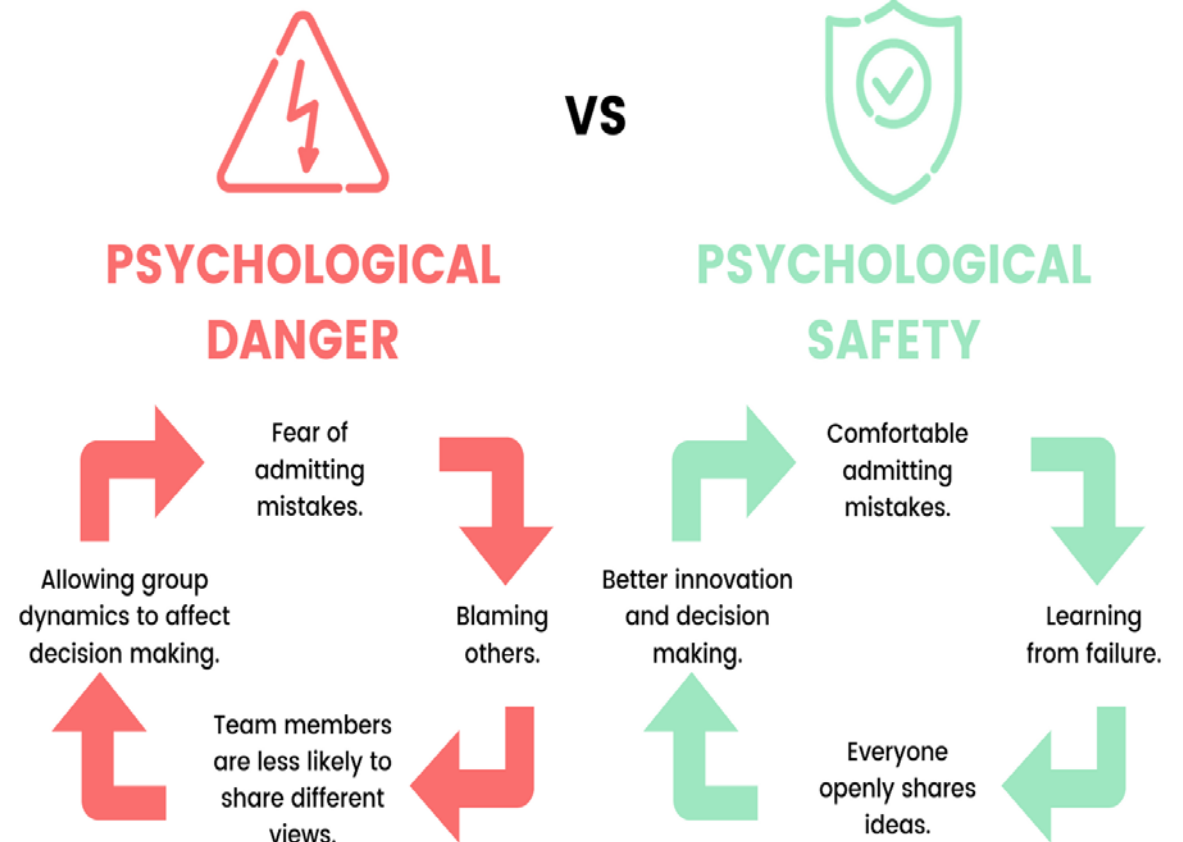 VS
PSYCHOLOGICAL
DANGER
Fear of
admitting
mistakes.
Blaming
others.
Team members
are less likely to
share different
views.
Allowing group
dynamics to affect
decision making.
PSYCHOLOGICAL
SAFETY
Comfortable
admitting
mistakes.
Learning
from failure.
Everyone
openly shares
ideas.
Better innovation
and decision
making.